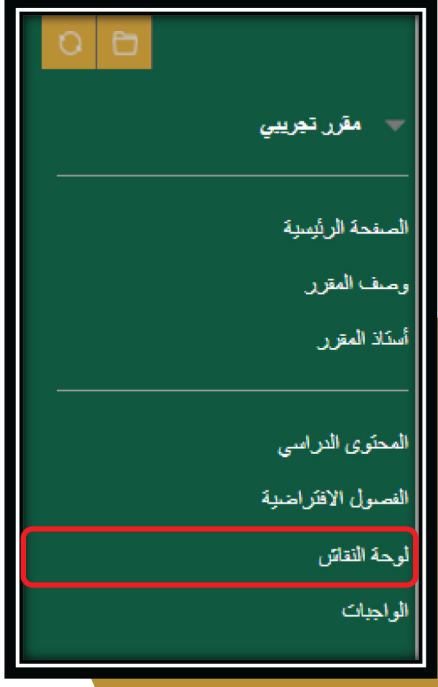 مقرر تجريبي
الصفحة الرئيسية
وصف المقرر
أستاذ المقرر
المحتوى الدراسي
الفصول الافتراضية
لوحة النقاش
الواجبات